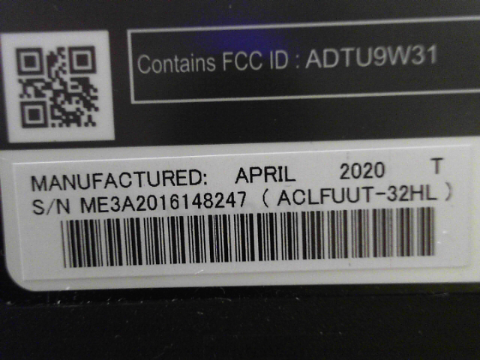 Contains FCC ID : ADTU9W31
MANUFACTURED: APRIL 2020 T
S/N ME3A2016148247 ( ACLFUUT-32HL )